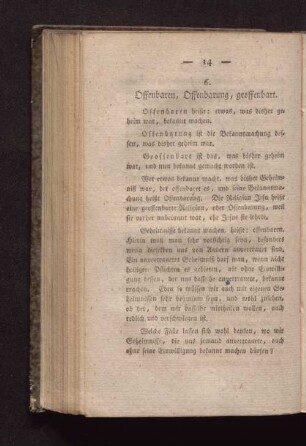 — 14 —
6.
Offenbaren, Offenbarung, geoffenbart.
Offenbaren heißt: etwas, was bisher ge-
heim war, bekannt machen.
Offenbarung ist die Bekanntmachung des-
sen, was bisher geheim war.
Geoffenbart ist das, was bisher geheim
war, und nun bekannt gemacht worden ist.
Wer etwas bekannt macht, was bisher Geheim-
niß war, der offenbaret es, und seine Bekanntma-
chung heißt Offenbarung. Die Religion Jesu heißt
eine geoffenbarte Religion, oder Offenbarung, weil
sie vorher unbekannt war, ehe Jesus sie lehrte.
Geheimnisse bekannt machen, heißt: offenbaren.
Hierin muß man sehr vorsichtig seyn, besonders
wenn dieselben uns von Andern anvertrauet sind.
Ein anvertrauetes Geheimniß darf man, wenn nicht
heilige Pflichten es erfordern, nie ohne Einwilli-
gung dessen, der uns dasselbe anvertrauet, bekannt
machen. Eben so müssen wir auch mit eigenen Ge-
heimnissen sehr behutsam seyn, und wohl zusehen,
ob der, dem wir dasselbe mittheilen wollen, auch
redlich und verschwiegen ist.
Welche Fälle lassen sich wohl denken, wo wir
Geheimnisse, die uns jemand anvertrauete, auch
ohne seine Einwilligung bekannt machen dürfen?